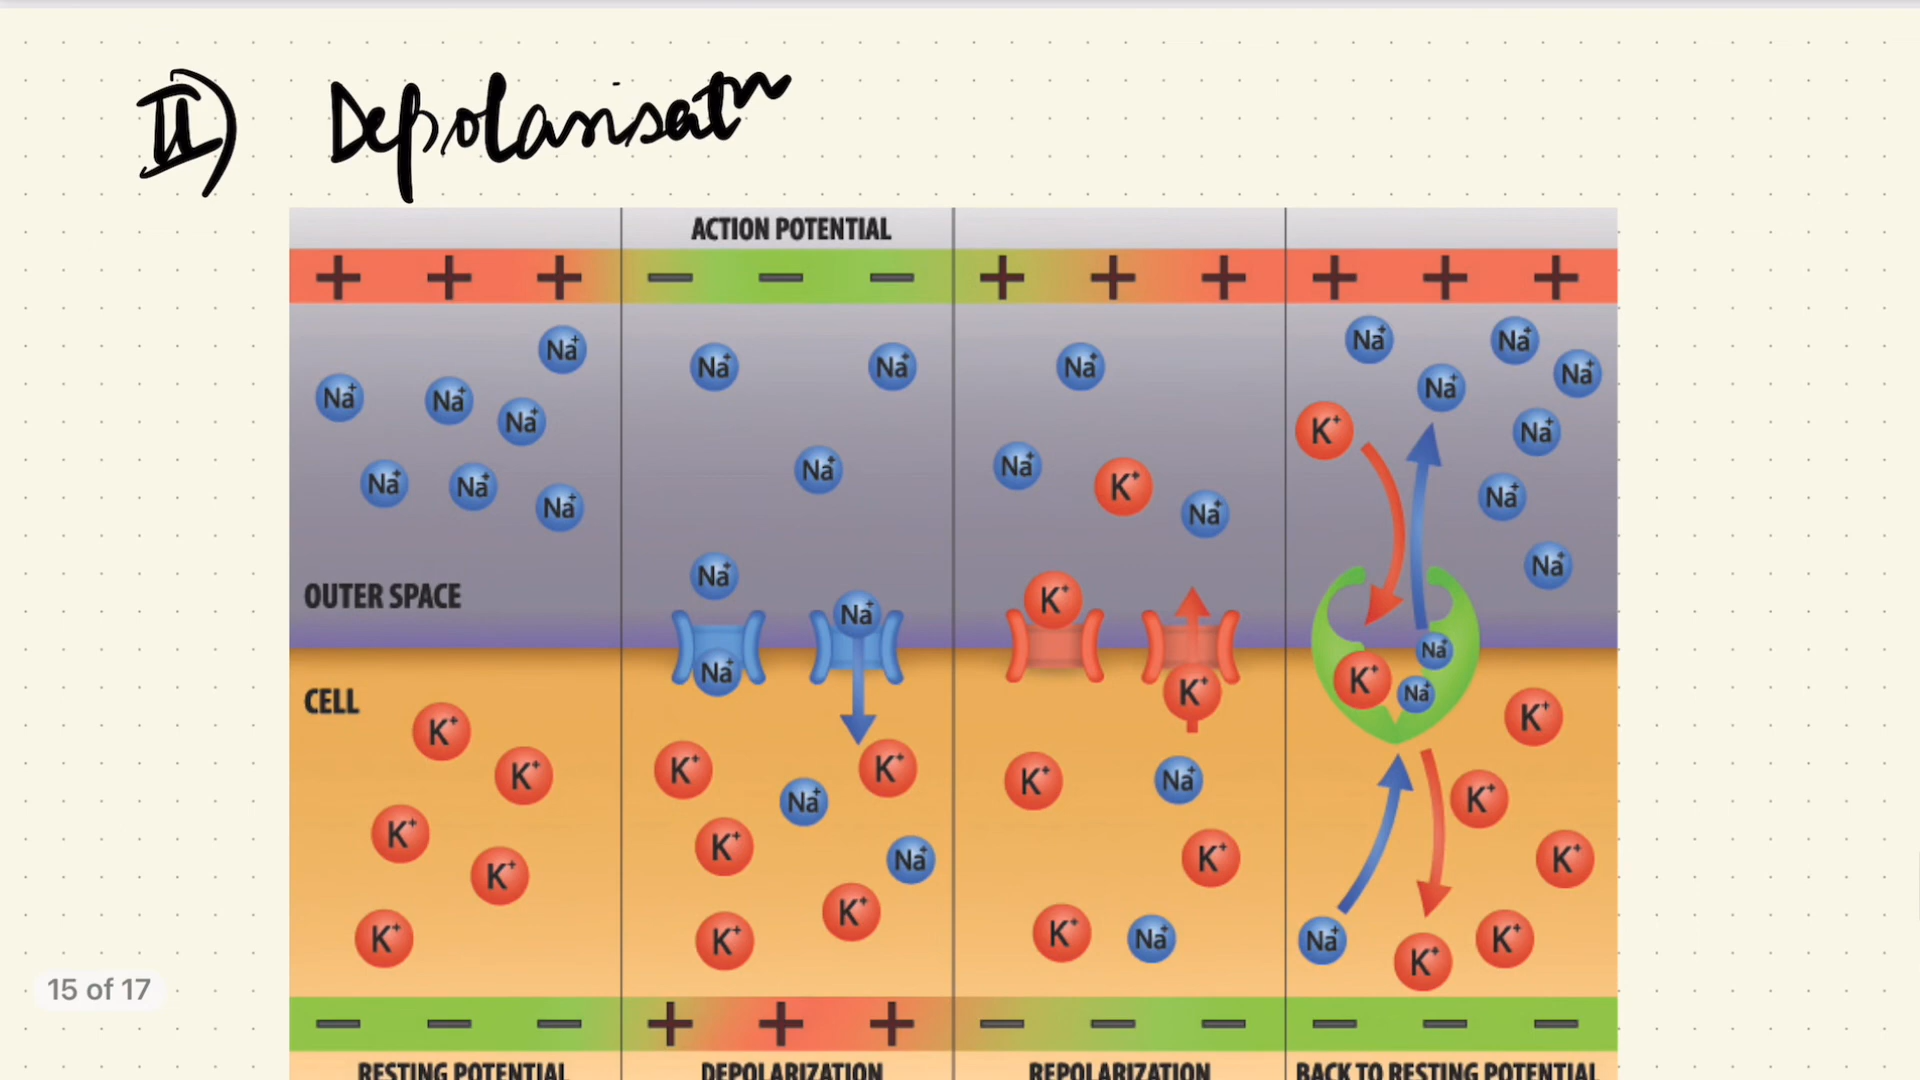 II) Depolarisatn
ACTION POTENTIAL
+ + + − − − + + + + + +
Na+ Na+ Na+ Na+ Na+ Na+ Na+
Na+ Na+ Na+ Na+ Na+ Na+
Na+ Na+ K+ Na+ K+ K+ Na+ K+
K+ Na+ Na+ Na+ Na+ Na+ Na+ Na+ K+ Na+ Na+
OUTER SPACE
CELL
K+ K+ K+ K+ K+
K+ K+ Na+ K+ Na+ K+ K+
K+ Na+ K+ K+ Na+
K+ K+ K+ Na+ K+ K+
− − − + + + − − − − − −
RESTING POTENTIAL
DEPOLARIZATION
REPOLARIZATION
BACK TO RESTING POTENTIAL
15 of 17